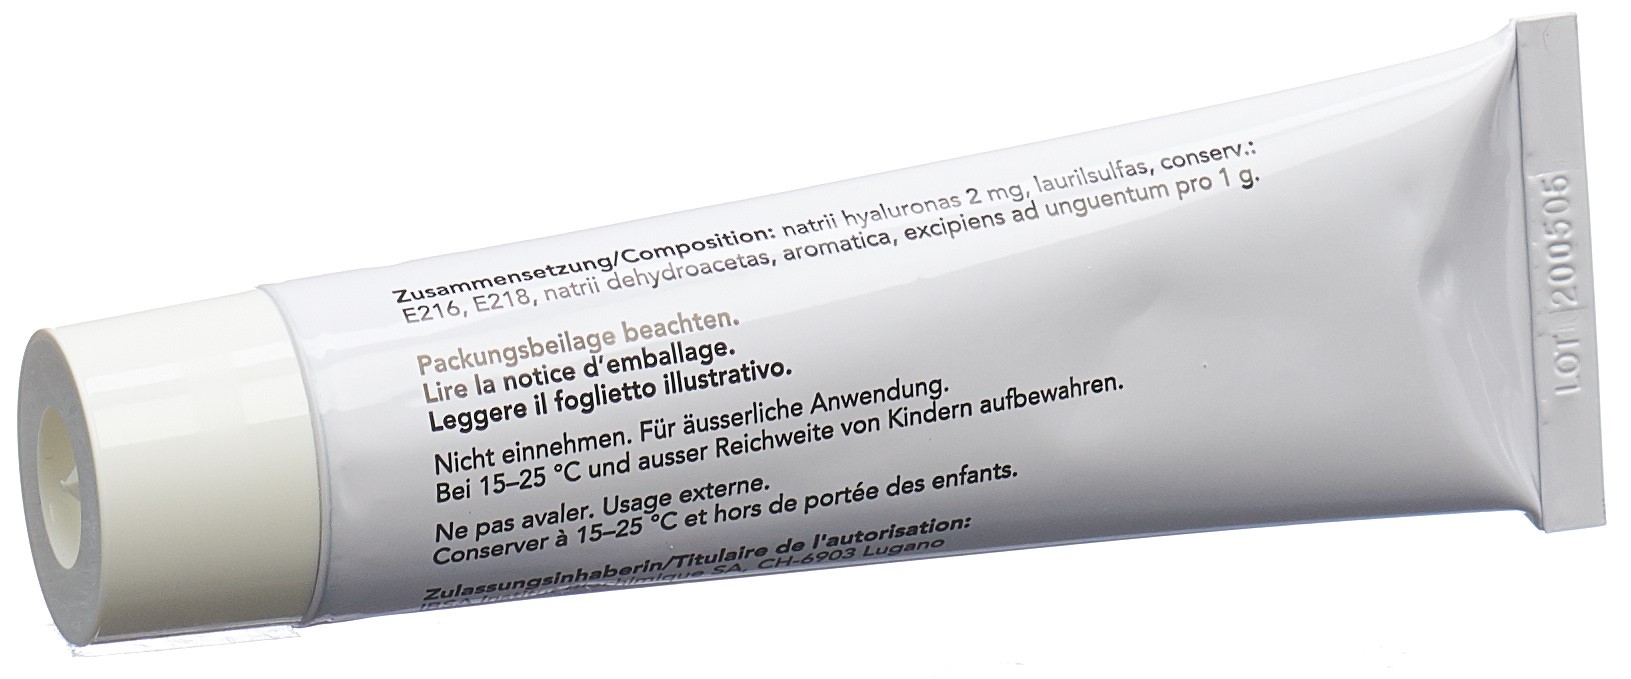 Zusammensetzung/Composition: natrii hyaluronas 2 mg, laurilsulfas, conserv.:
E216, E218, natrii dehydroacetas, aromatica, excipiens ad unguentum pro 1 g.
Packungsbeilage beachten.
Lire la notice d'emballage.
Leggere il foglietto illustrativo.
Nicht einnehmen. Für äusserliche Anwendung.
Bei 15–25 °C und ausser Reichweite von Kindern aufbewahren.
Ne pas avaler. Usage externe.
Conserver à 15–25 °C et hors de portée des enfants.
Zulassungsinhaberin/Titulaire de l'autorisation:
SA, CH-6903 Lugano
LOT 200505